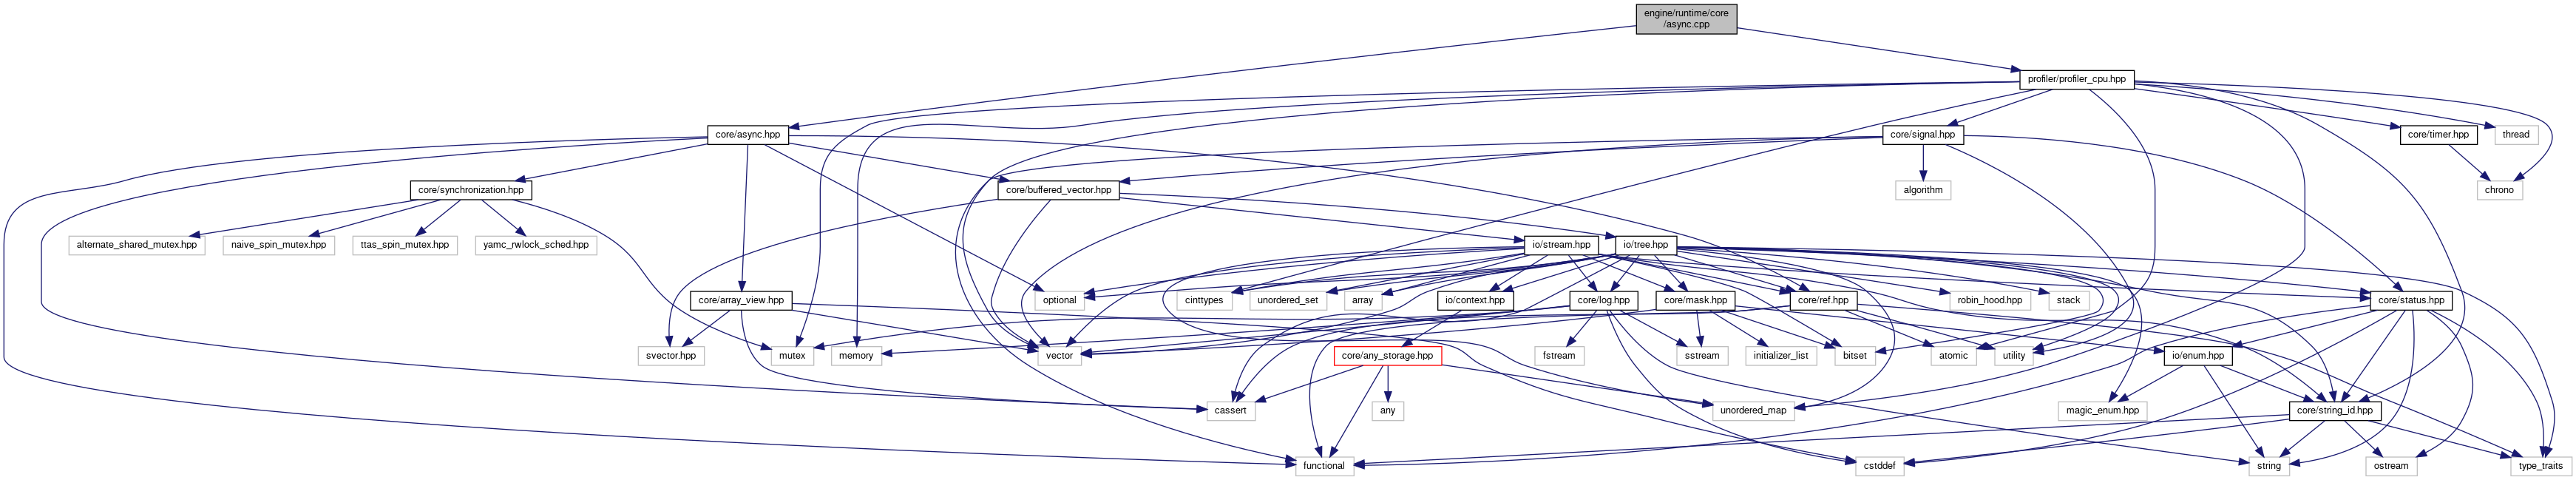 engine/runtime/core
/async.cpp
profiler/profiler_cpu.hpp
core/async.hpp
core/signal.hpp
core/timer.hpp
thread
core/synchronization.hpp
core/buffered_vector.hpp
algorithm
chrono
alternate_shared_mutex.hpp
naive_spin_mutex.hpp
ttas_spin_mutex.hpp
yamc_rwlock_sched.hpp
io/stream.hpp
io/tree.hpp
core/array_view.hpp
optional
cinttypes
unordered_set
array
io/context.hpp
core/log.hpp
core/mask.hpp
core/ref.hpp
robin_hood.hpp
stack
core/status.hpp
svector.hpp
mutex
memory
vector
core/any_storage.hpp
fstream
sstream
initializer_list
bitset
atomic
utility
io/enum.hpp
cassert
any
unordered_map
magic_enum.hpp
core/string_id.hpp
functional
cstddef
string
ostream
type_traits